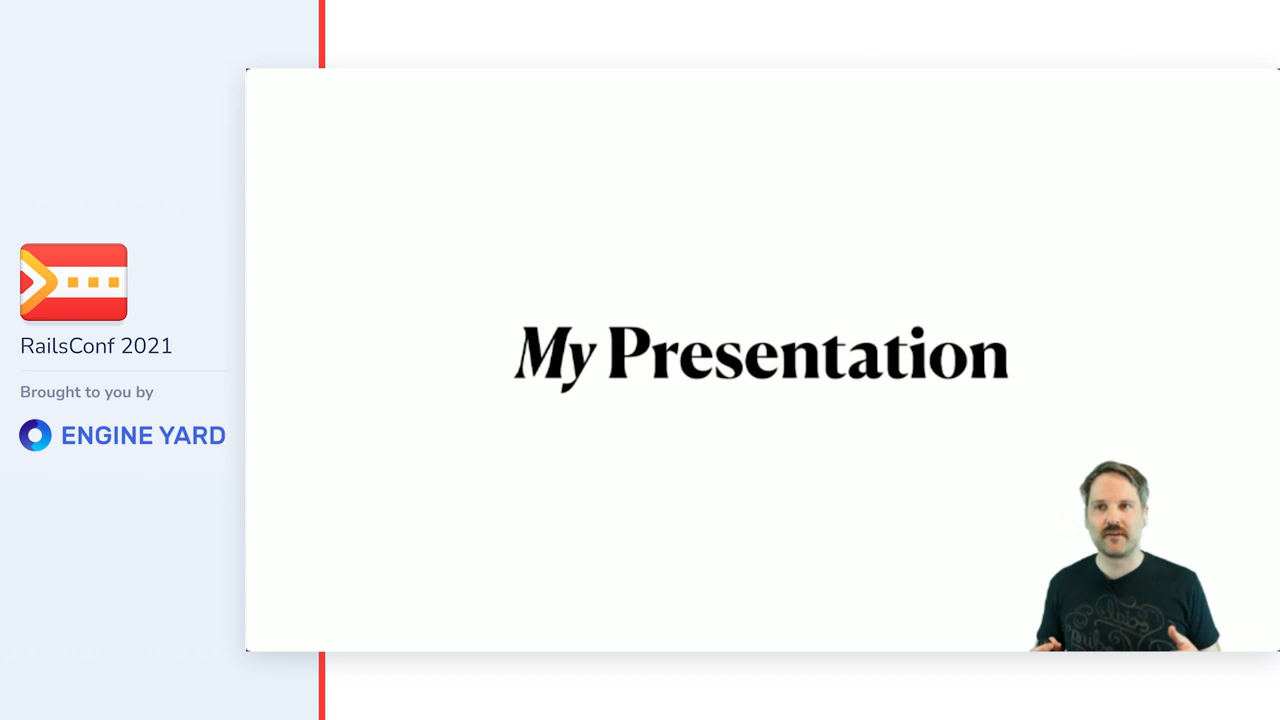 RailsConf 2021
Brought to you by
ENGINE YARD
My Presentation